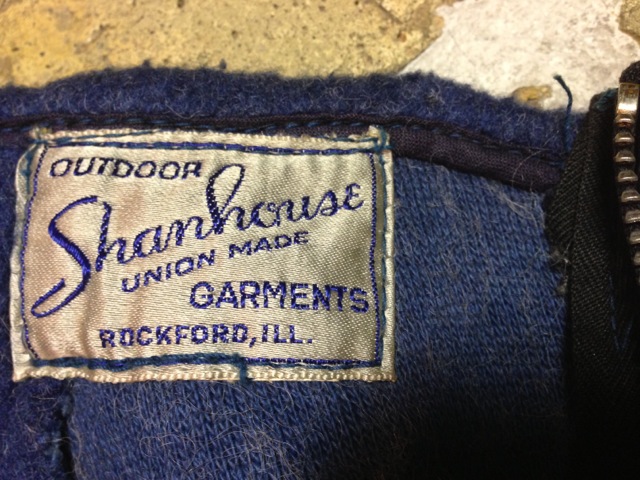 OUTDOOR
Shanhouse
UNION MADE
GARMENTS
ROCKFORD, ILL.